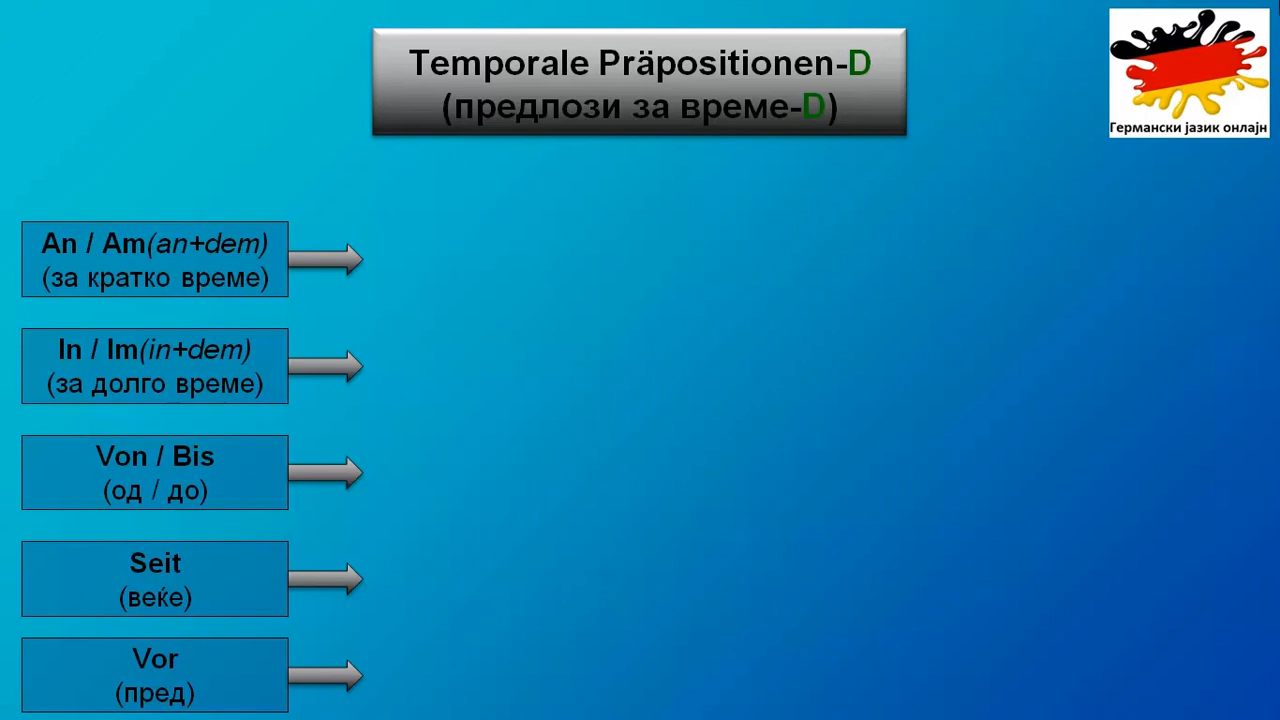 Temporale Präpositionen-D
(предлози за време-D)
Германски јазик онлајн
An / Am(an+dem)
(за кратко време)
In / Im(in+dem)
(за долго време)
Von / Bis
(од / до)
Seit
(веќе)
Vor
(пред)